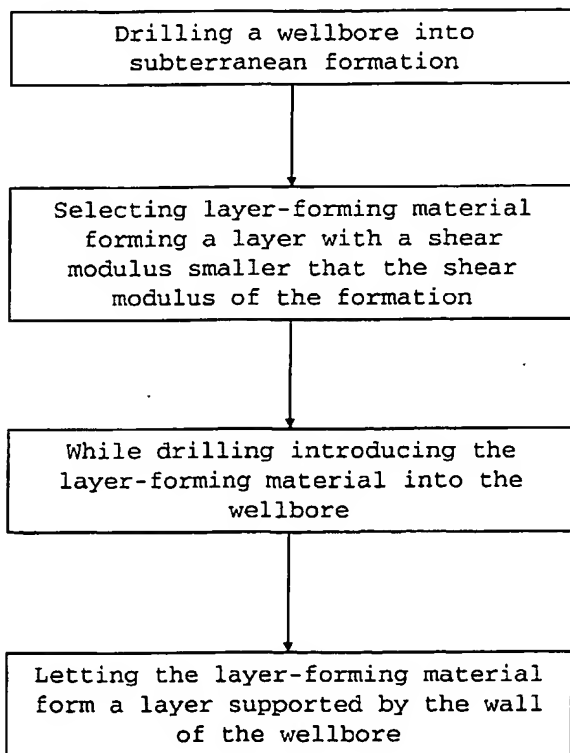 Drilling a wellbore into
subterranean formation
Selecting layer-forming material
forming a layer with a shear
modulus smaller that the shear
modulus of the formation
While drilling introducing the
layer-forming material into the
wellbore
Letting the layer-forming material
form a layer supported by the wall
of the wellbore